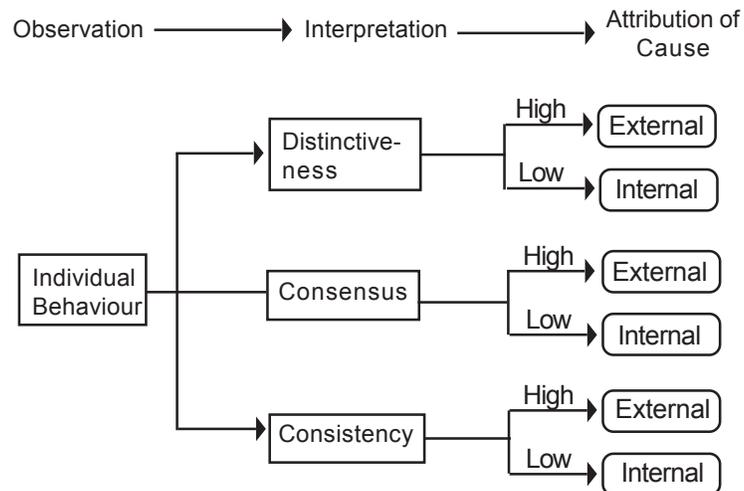 Observation
Interpretation
Attribution of
Cause
High
External
Distinctive-
ness
Low
Internal
High
External
Individual
Behaviour
Consensus
Low
Internal
High
External
Consistency
Low
Internal